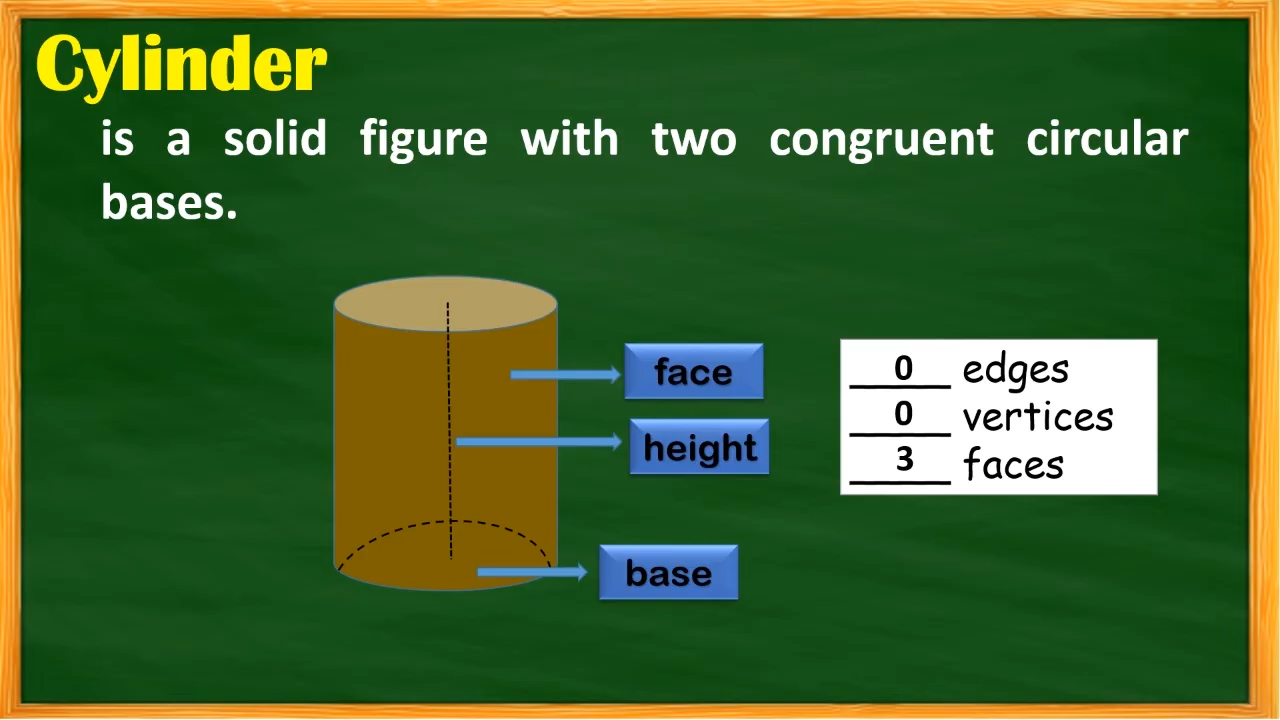 Cylinder
is a solid figure with two congruent circular
bases.
face
height
base
0 edges
0 vertices
3 faces